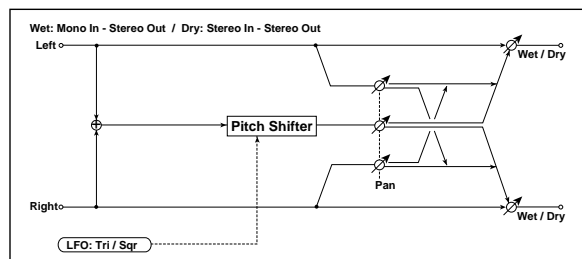 Wet: Mono In - Stereo Out / Dry: Stereo In - Stereo Out
Left
Wet / Dry
Pitch Shifter
Pan
Right
Wet / Dry
LFO: Tri / Sqr